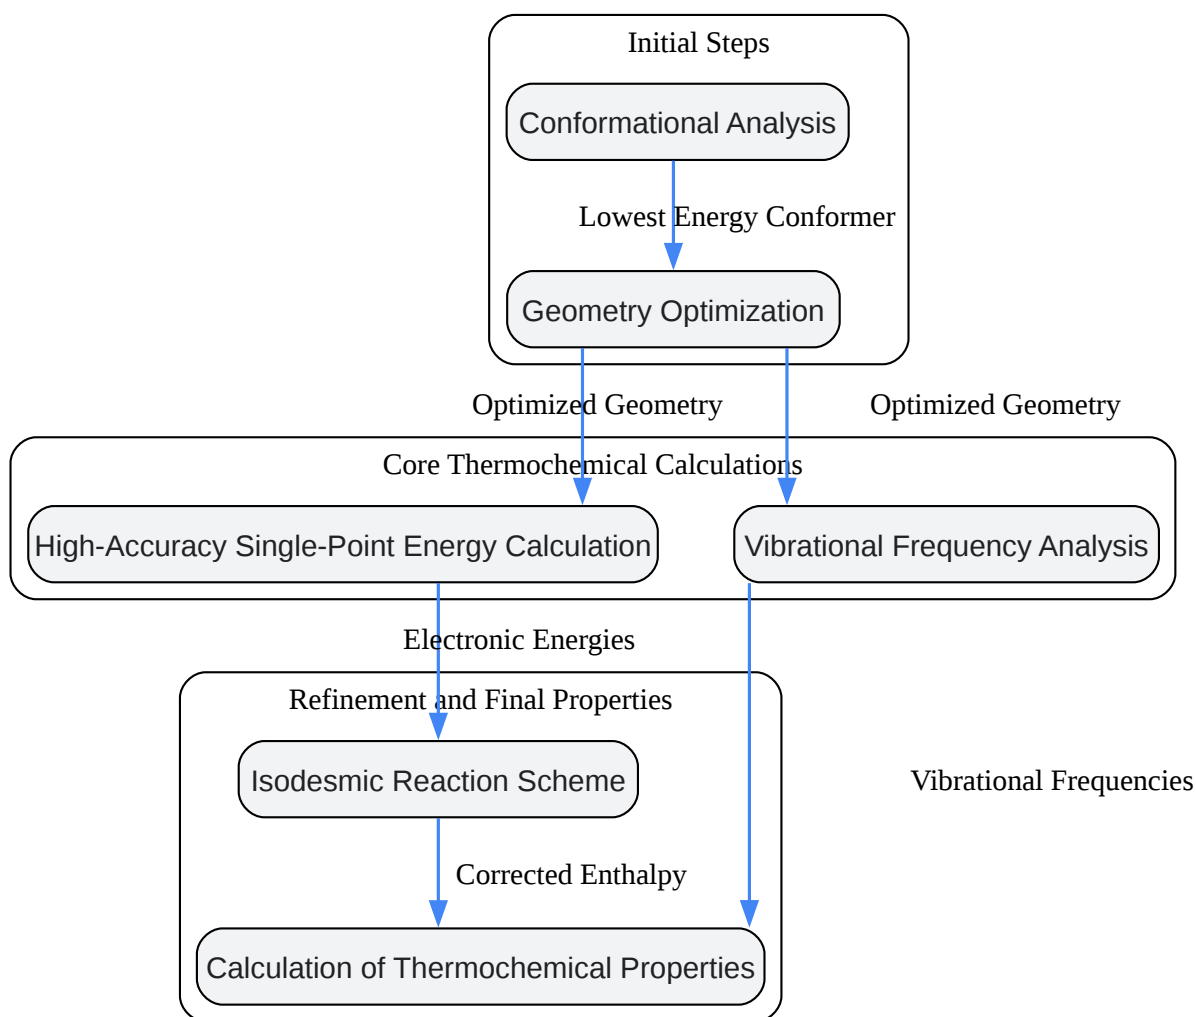 Initial Steps
Conformational Analysis
Lowest Energy Conformer
Geometry Optimization
Optimized Geometry
Optimized Geometry
Core Thermochemical Calculations
High-Accuracy Single-Point Energy Calculation
Vibrational Frequency Analysis
Electronic Energies
Refinement and Final Properties
Isodesmic Reaction Scheme
Vibrational Frequencies
Corrected Enthalpy
Calculation of Thermochemical Properties